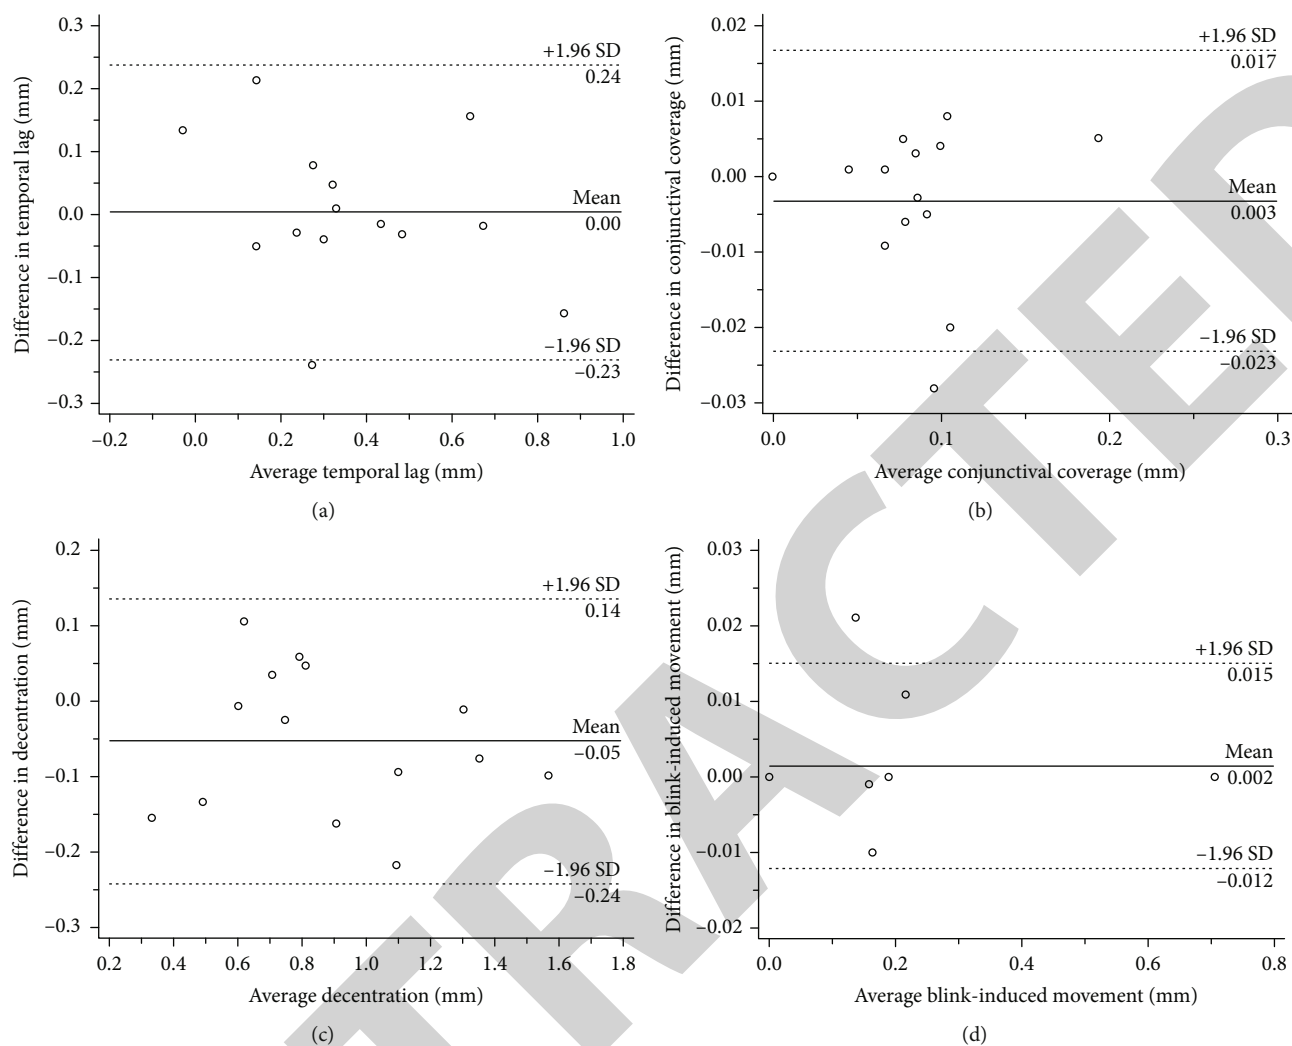 0.3
0.2
0.1
0.0
−0.1
−0.2
−0.3
Difference in temporal lag (mm)
+1.96 SD
0.24
Mean
0.00
−1.96 SD
−0.23
−0.2 0.0 0.2 0.4 0.6 0.8 1.0
Average temporal lag (mm)
(a)
0.02
0.01
0.00
−0.01
−0.02
−0.03
Difference in conjunctival coverage (mm)
+1.96 SD
0.017
Mean
0.003
−1.96 SD
−0.023
0.0 0.1 0.2 0.3
Average conjunctival coverage (mm)
(b)
0.2
0.1
0.0
−0.1
−0.2
−0.3
Difference in decentration (mm)
+1.96 SD
0.14
Mean
−0.05
−1.96 SD
−0.24
0.2 0.4 0.6 0.8 1.0 1.2 1.4 1.6 1.8
Average decentration (mm)
(c)
0.03
0.02
0.01
0.00
−0.01
−0.02
Difference in blink-induced movement (mm)
+1.96 SD
0.015
Mean
0.002
−1.96 SD
−0.012
0.0 0.2 0.4 0.6 0.8
Average blink-induced movement (mm)
(d)
TRACTED